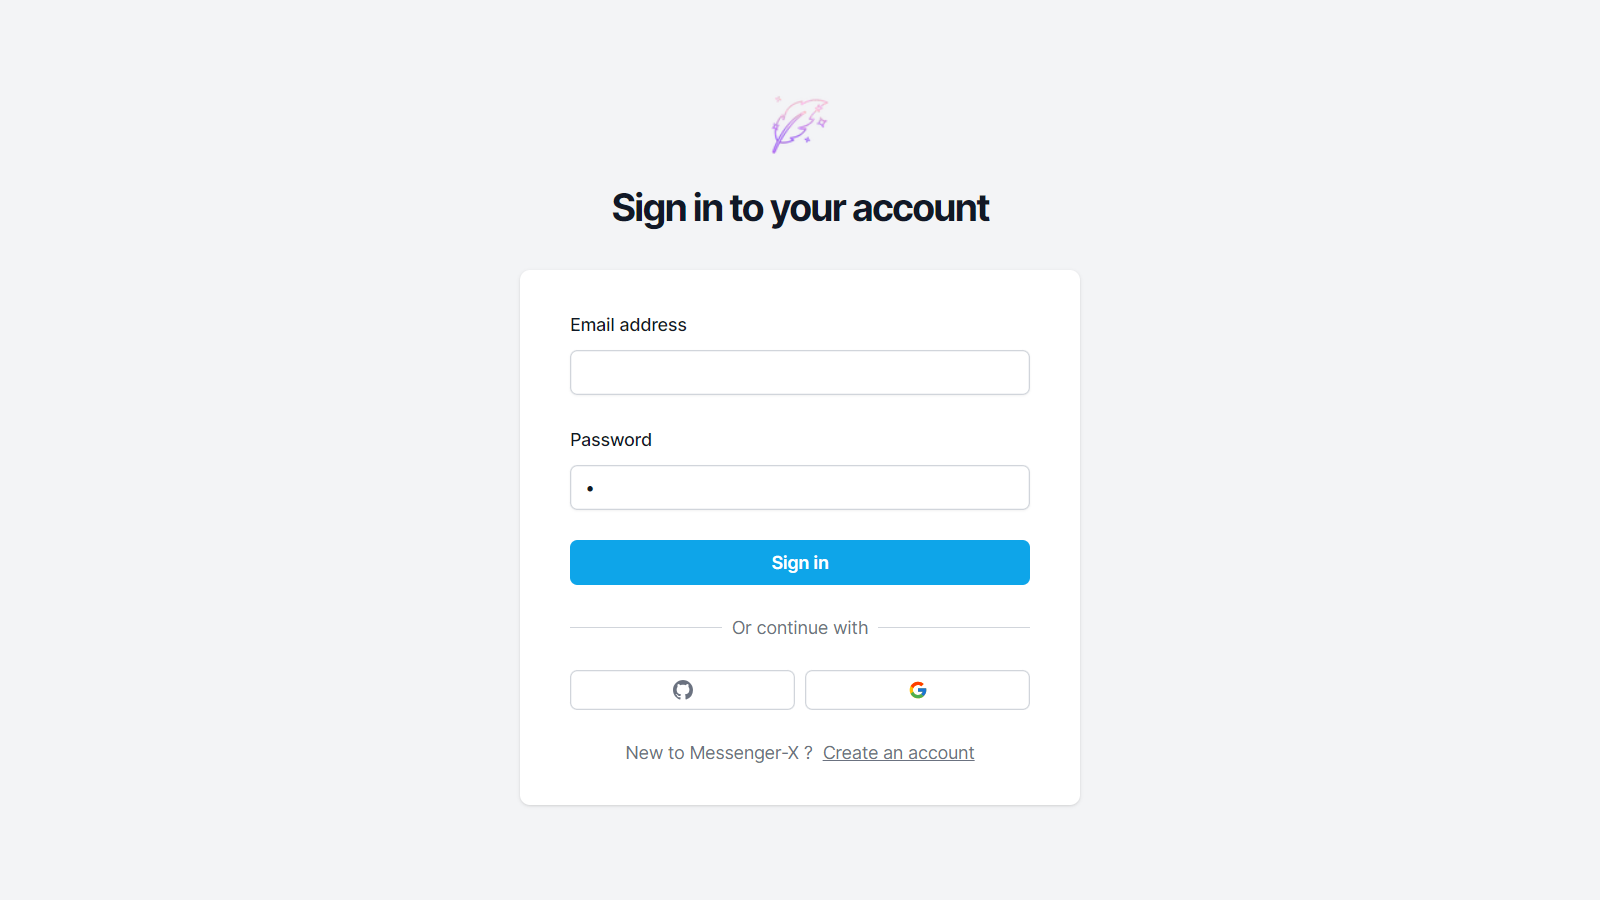 Sign in to your account
Email address
Password
•
Sign in
Or continue with
New to Messenger-X ? Create an account